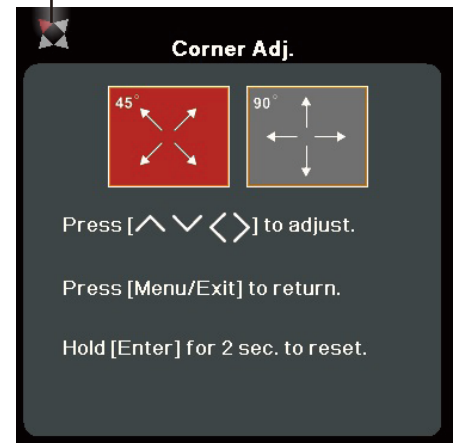 Corner Adj.
45° 90°
Press [∧ ∨ < >] to adjust.
Press [Menu/Exit] to return.
Hold [Enter] for 2 sec. to reset.